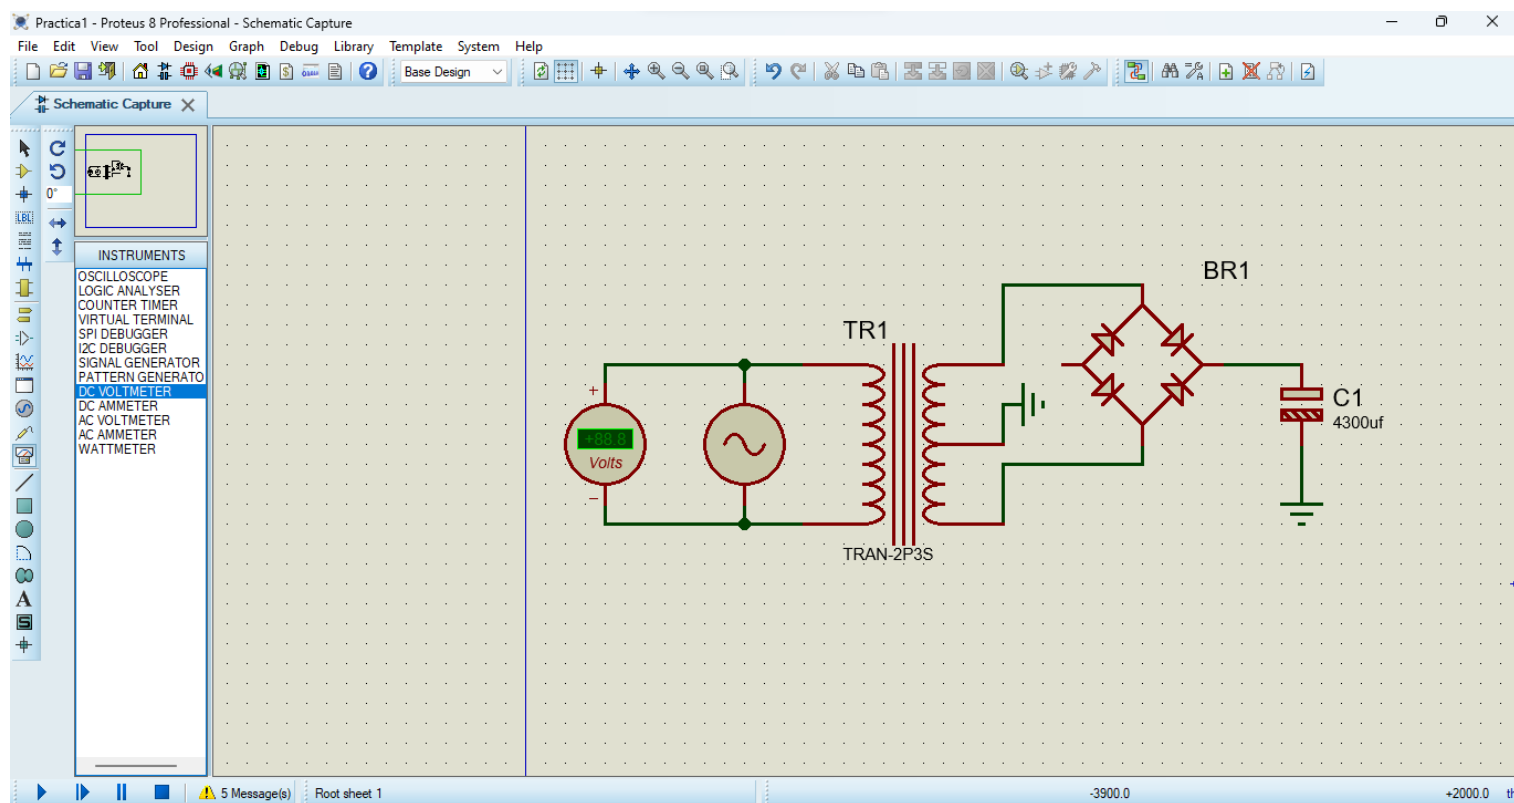 Practica1 - Proteus 8 Professional - Schematic Capture
File Edit View Tool Design Graph Debug Library Template System Help
Base Design
Schematic Capture
0°
LBL
INSTRUMENTS
OSCILLOSCOPE
LOGIC ANALYSER
COUNTER TIMER
VIRTUAL TERMINAL
SPI DEBUGGER
I2C DEBUGGER
SIGNAL GENERATOR
PATTERN GENERATO
DC VOLTMETER
DC AMMETER
AC VOLTMETER
AC AMMETER
WATTMETER
A
S
BR1
TR1
+
+88.8
Volts
−
C1
4300uf
TRAN-2P3S
5 Message(s) Root sheet 1 -3900.0 +2000.0 th